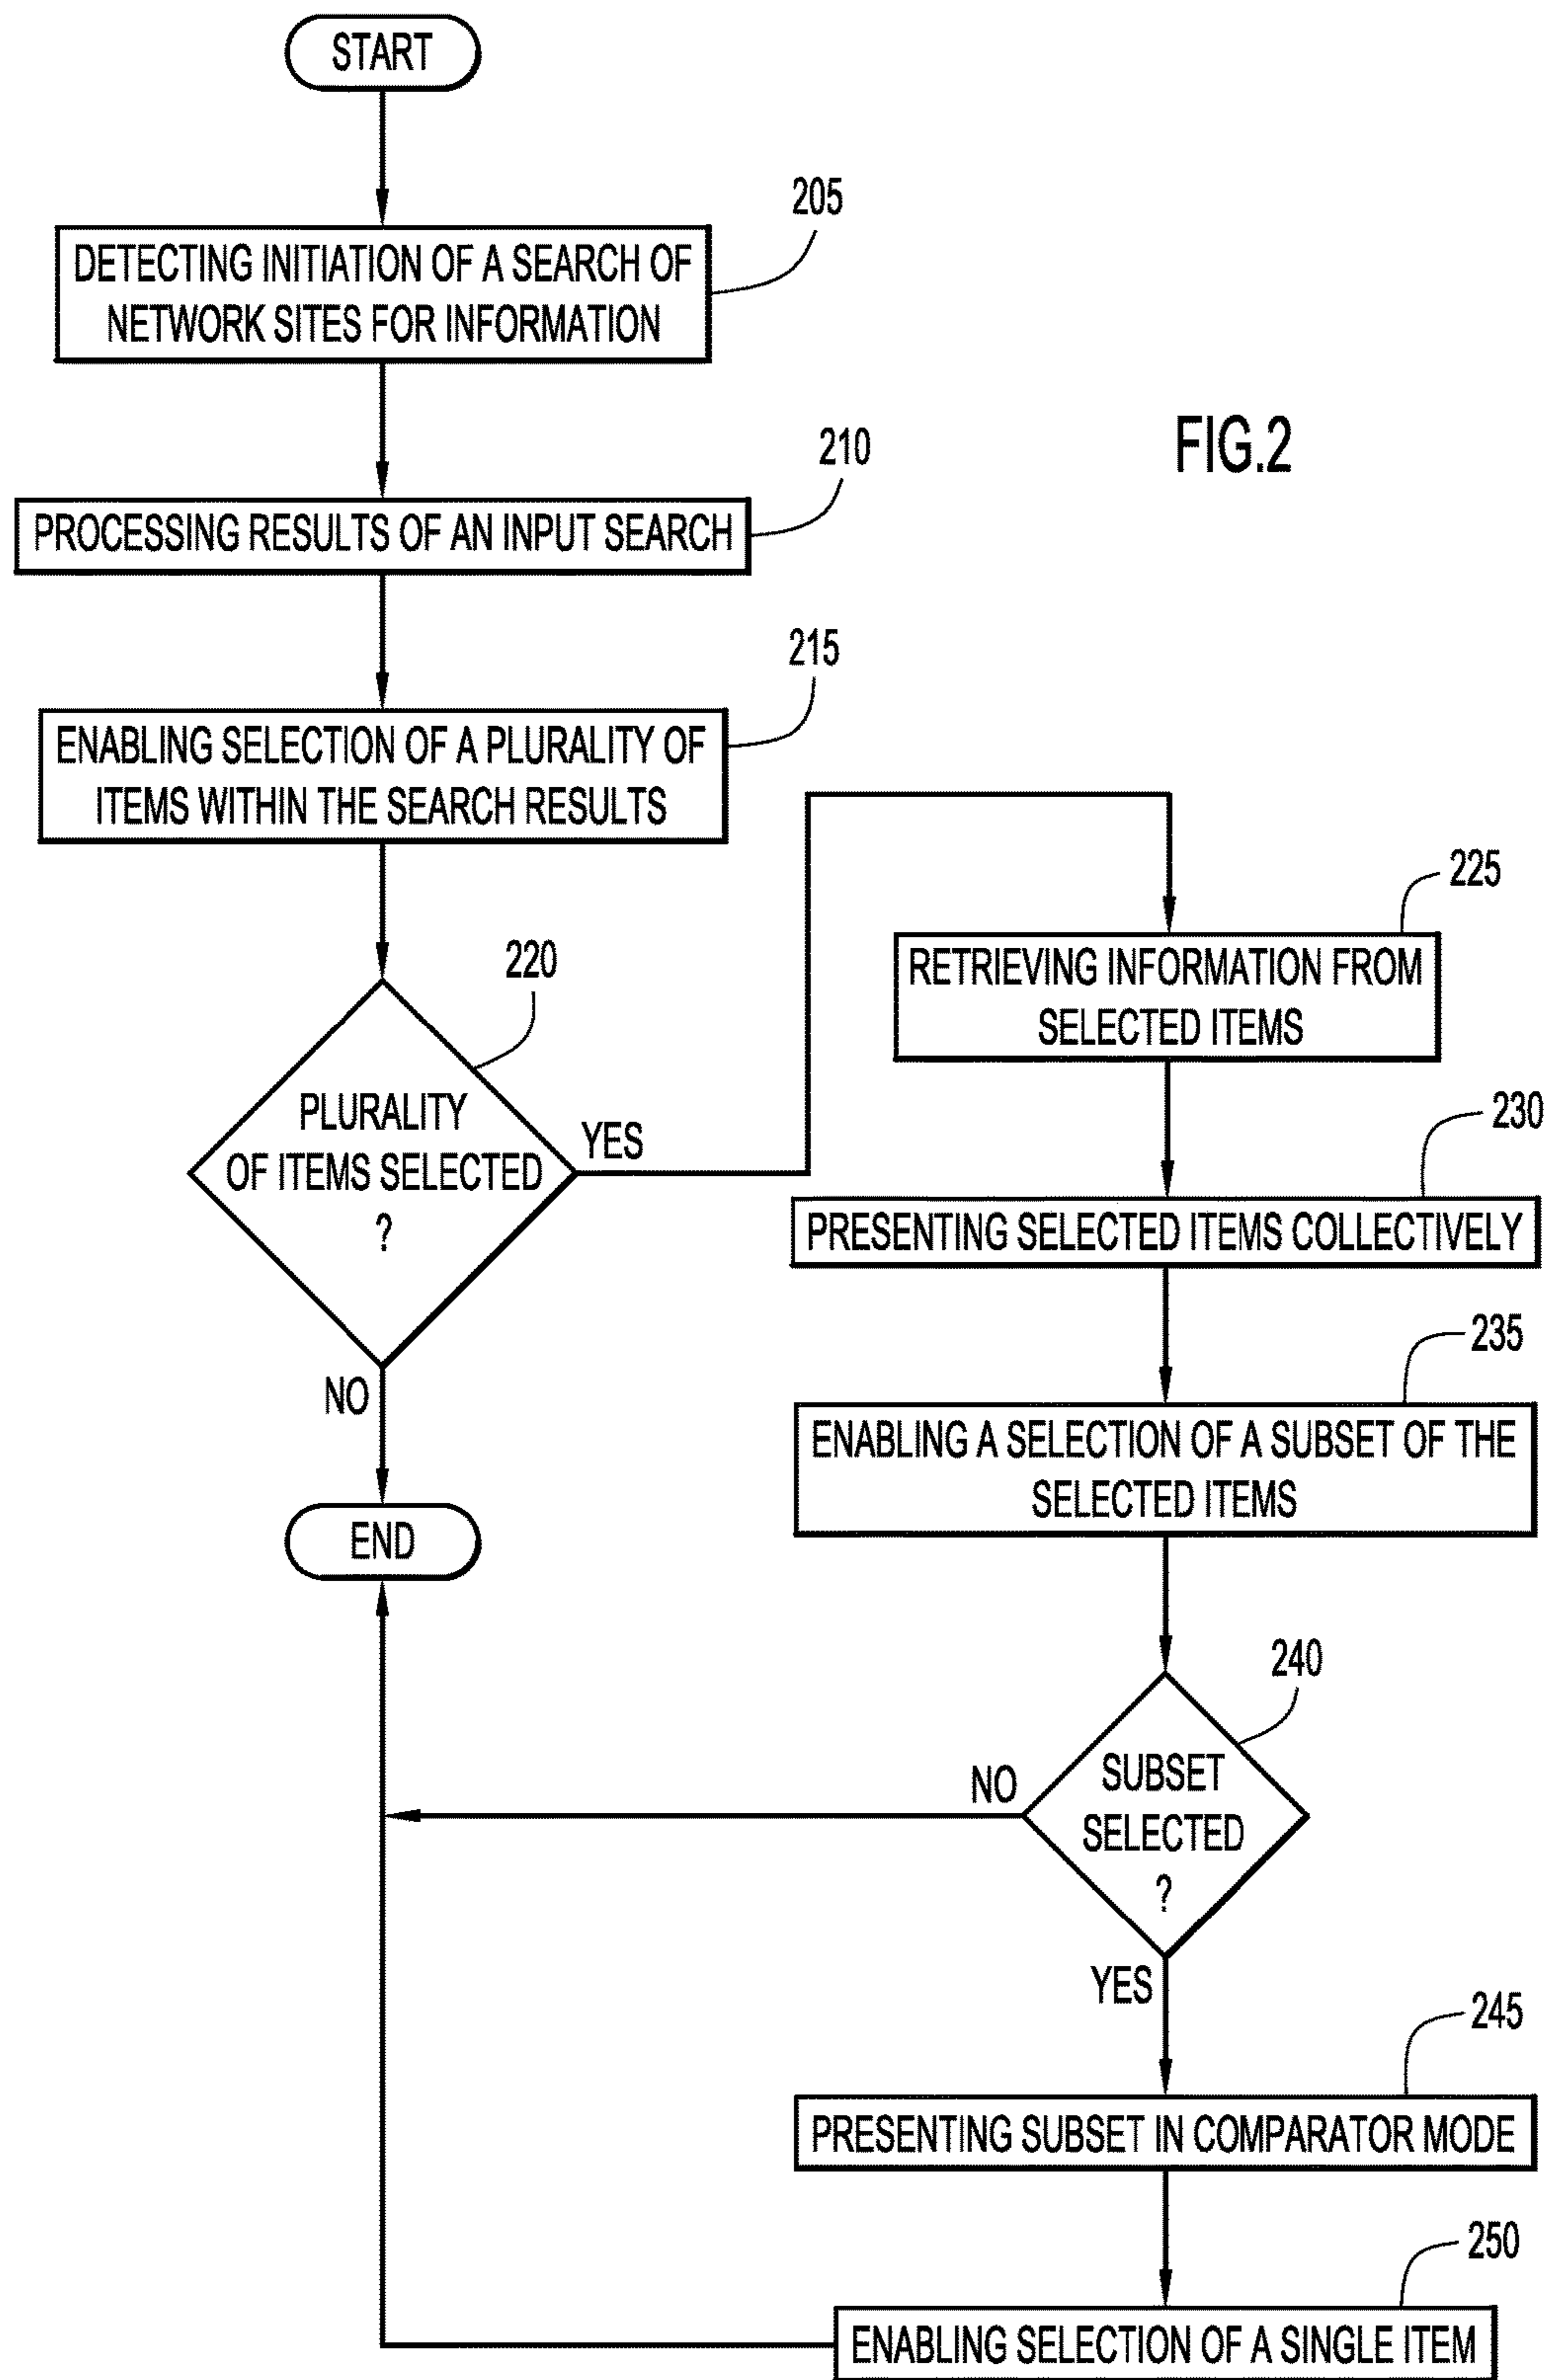 START
205
DETECTING INITIATION OF A SEARCH OF
NETWORK SITES FOR INFORMATION
FIG.2
210
PROCESSING RESULTS OF AN INPUT SEARCH
215
ENABLING SELECTION OF A PLURALITY OF
ITEMS WITHIN THE SEARCH RESULTS
220
PLURALITY
OF ITEMS SELECTED
?
YES
NO
225
RETRIEVING INFORMATION FROM
SELECTED ITEMS
230
PRESENTING SELECTED ITEMS COLLECTIVELY
235
ENABLING A SELECTION OF A SUBSET OF THE
SELECTED ITEMS
END
240
SUBSET
SELECTED
?
NO
YES
245
PRESENTING SUBSET IN COMPARATOR MODE
250
ENABLING SELECTION OF A SINGLE ITEM